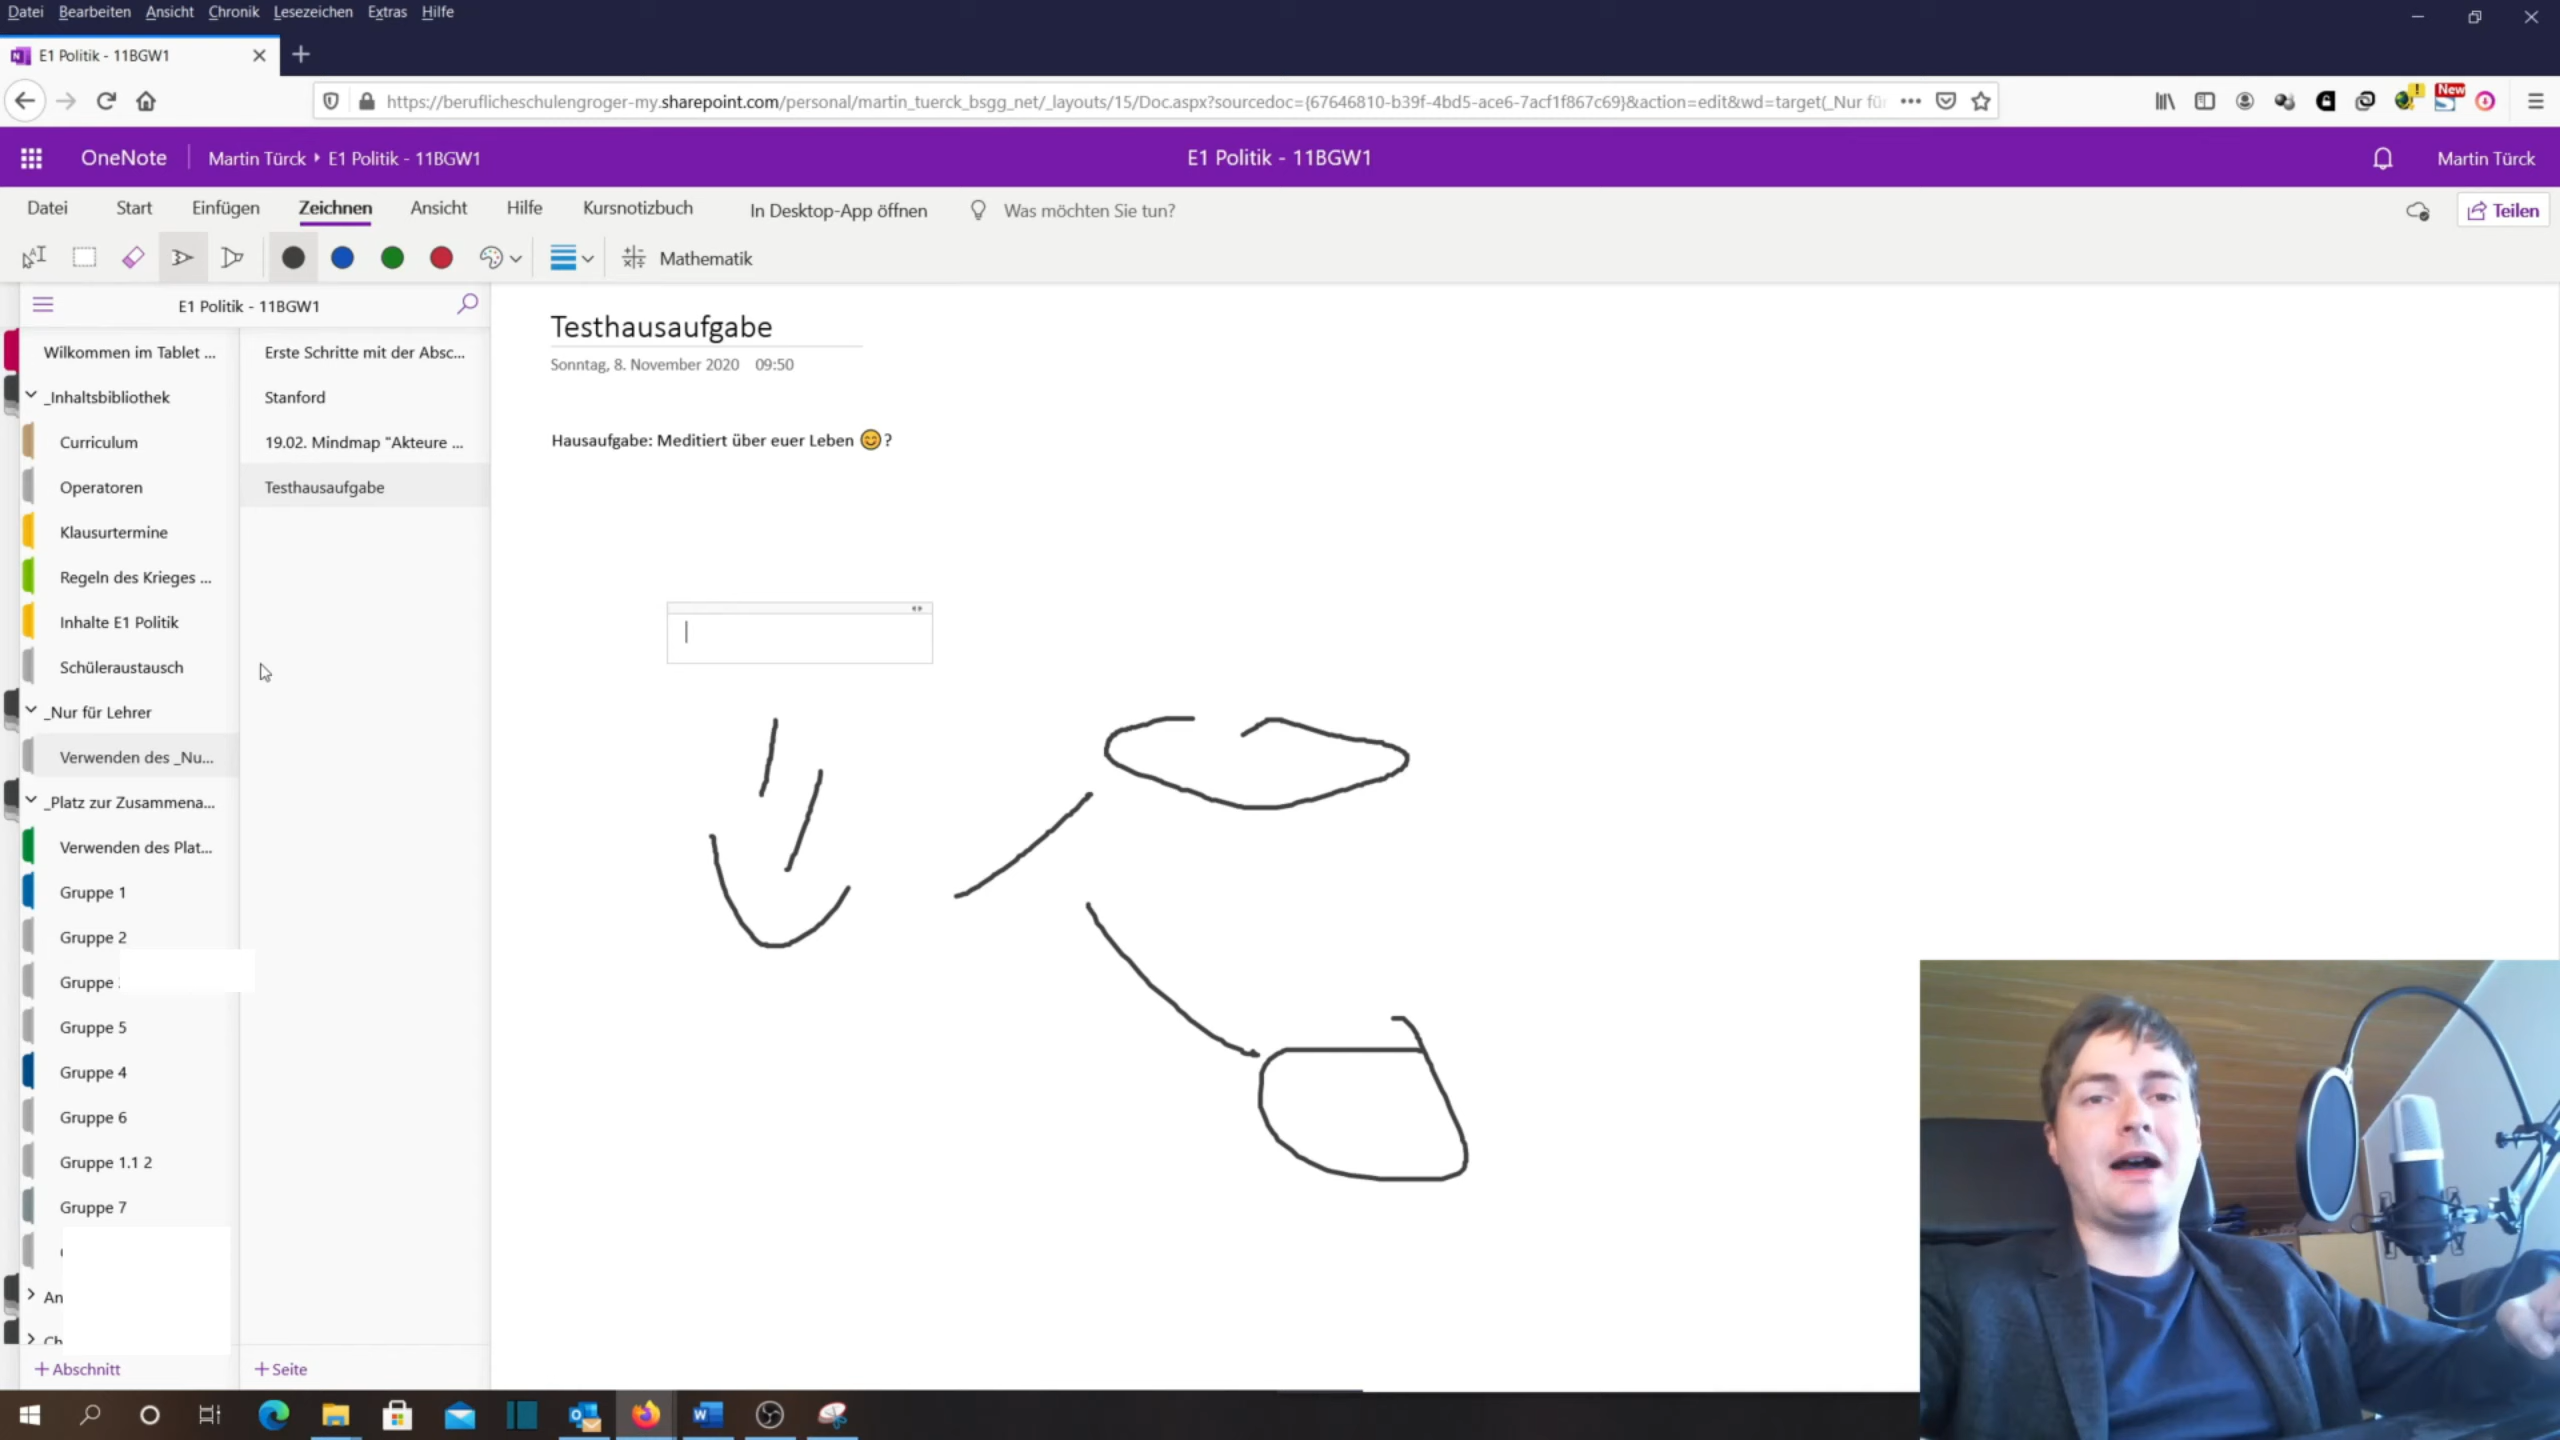 Datei Bearbeiten Ansicht Chronik Lesezeichen Extras Hilfe
E1 Politik - 11BGW1
https://beruflicheschulengroger-my.sharepoint.com/personal/martin_tuerck_bsgg_net/_layouts/15/Doc.aspx?sourcedoc={67646810-b39f-4bd5-ace6-7acf1f867c69}&action=edit&wd=target(_Nur fü
New
OneNote Martin Türck E1 Politik - 11BGW1
E1 Politik - 11BGW1
Martin Türck
Datei Start Einfügen Zeichnen Ansicht Hilfe Kursnotizbuch In Desktop-App öffnen Was möchten Sie tun?
Teilen
Mathematik
E1 Politik - 11BGW1
Wilkommen im Tablet ...
_Inhaltsbibliothek
Curriculum
Operatoren
Klausurtermine
Regeln des Krieges ...
Inhalte E1 Politik
Schüleraustausch
_Nur für Lehrer
Verwenden des _Nu...
_Platz zur Zusammena...
Verwenden des Plat...
Gruppe 1
Gruppe 2
Gruppe
Gruppe 5
Gruppe 4
Gruppe 6
Gruppe 1.1 2
Gruppe 7
An
Ch
+ Abschnitt
Erste Schritte mit der Absc...
Stanford
19.02. Mindmap "Akteure ...
Testhausaufgabe
+ Seite
Testhausaufgabe
Sonntag, 8. November 2020 09:50
Hausaufgabe: Meditiert über euer Leben 😊?